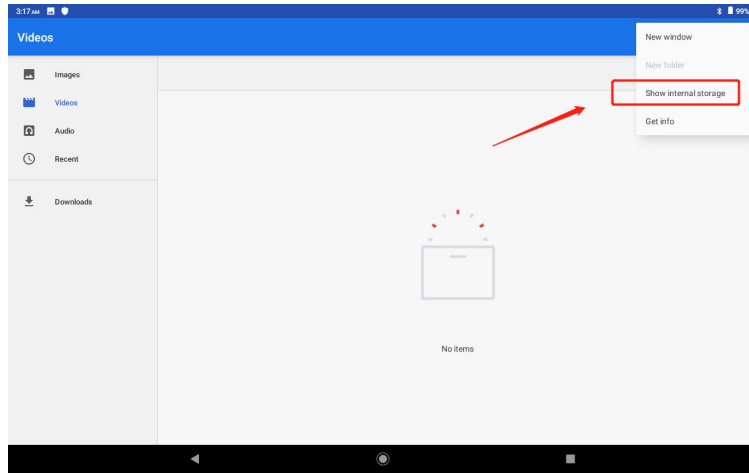 3:17 AM
99%
Videos
New window
New folder
Show internal storage
Get info
Images
Videos
Audio
Recent
Downloads
No items